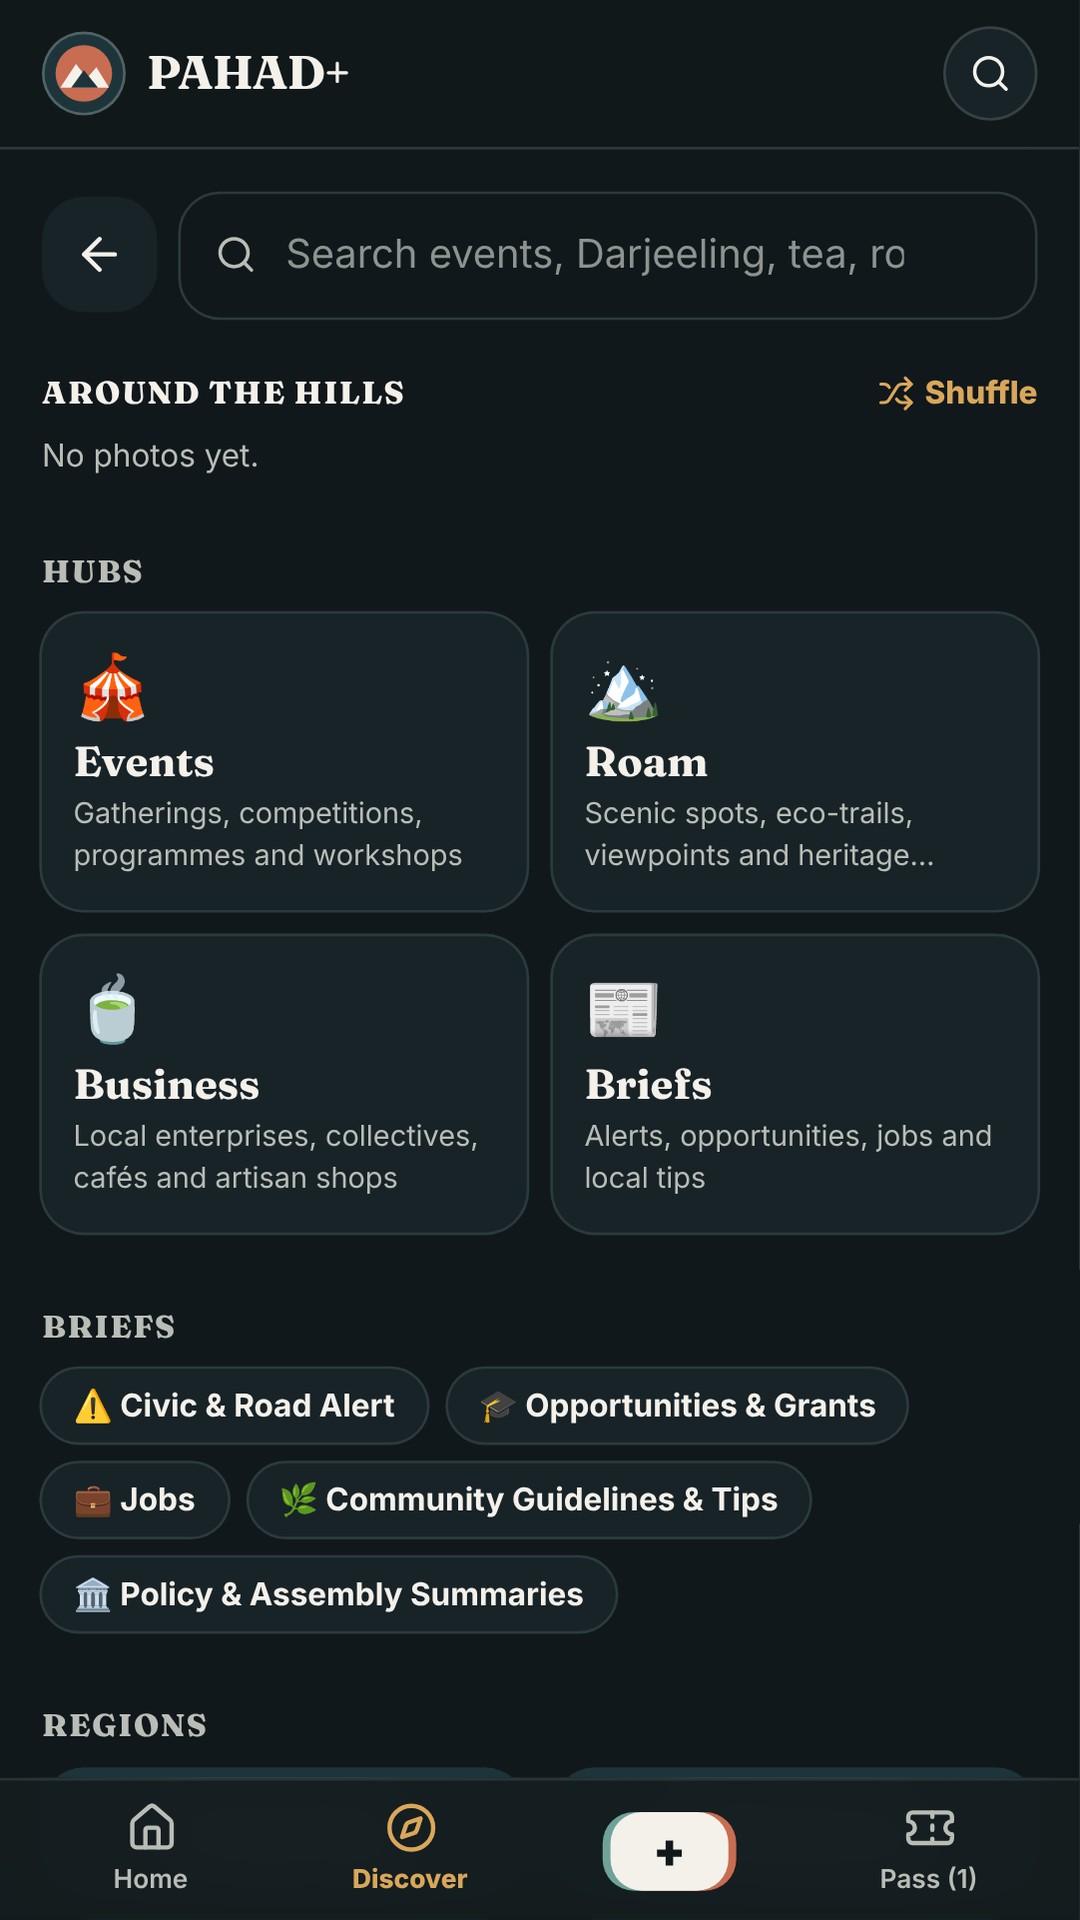 PAHAD+
Search events, Darjeeling, tea, ro
AROUND THE HILLS
Shuffle
No photos yet.
HUBS
Events
Gatherings, competitions,
programmes and workshops
Roam
Scenic spots, eco-trails,
viewpoints and heritage...
Business
Local enterprises, collectives,
cafés and artisan shops
Briefs
Alerts, opportunities, jobs and
local tips
BRIEFS
Civic & Road Alert
Opportunities & Grants
Jobs
Community Guidelines & Tips
Policy & Assembly Summaries
REGIONS
Home
Discover
+
Pass (1)